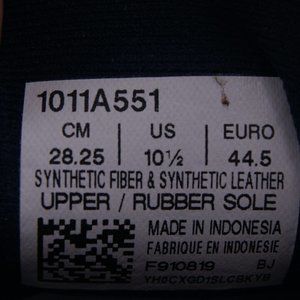 1011A551
CM | US | EURO
28.25 | 10½ | 44.5
SYNTHETIC FIBER & SYNTHETIC LEATHER
UPPER / RUBBER SOLE
MADE IN INDONESIA
FABRIQUE EN INDONESIE
F910819 BJ